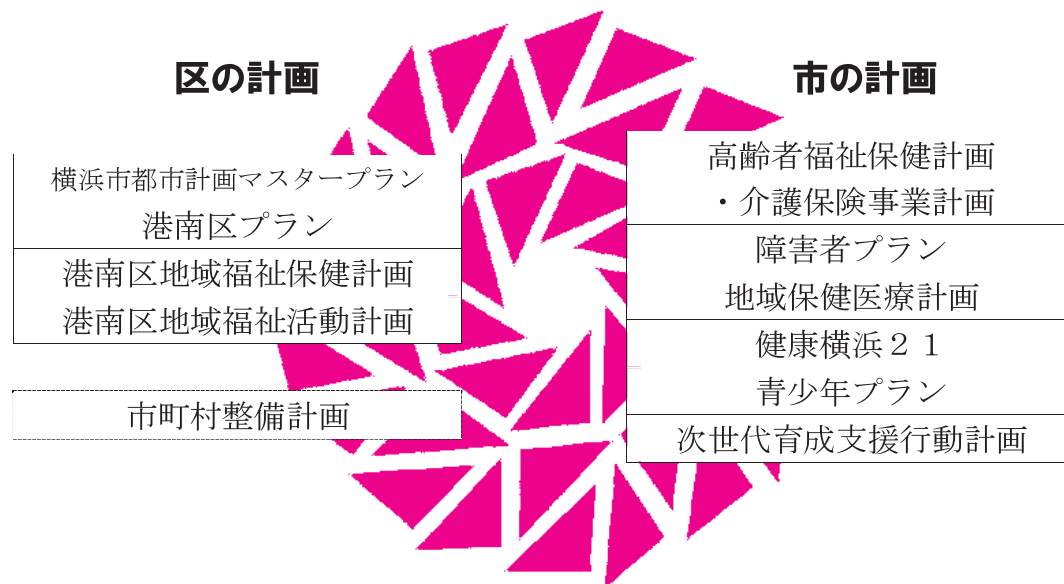 区の計画
横浜市都市計画マスタープラン
港南区プラン
港南区地域福祉保健計画
港南区地域福祉活動計画
市町村整備計画
市の計画
高齢者福祉保健計画
・介護保険事業計画
障害者プラン
地域保健医療計画
健康横浜２１
青少年プラン
次世代育成支援行動計画